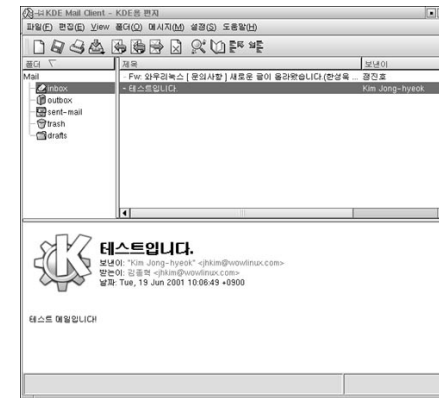 KDE Mail Client - KDE용 편지
파일(F) 편집(E) View 폴더(O) 메시지(M) 설정(S) 도움말(H)
폴더 제목 보낸이
Mail
inbox
outbox
sent-mail
trash
drafts
Fw: 와우리눅스 [ 문의사항 ] 새로운 글이 올라왔습니다.(한성욱 ... 정진호
테스트입니다. Kim Jong-hyeok
테스트입니다.
보낸이: "Kim Jong-hyeok" <jhkim@wowlinux.com>
받는이: 김종혁 <jhkim@wowlinux.com>
날짜: Tue, 19 Jun 2001 10:06:49 +0900
테스트 메일입니다!